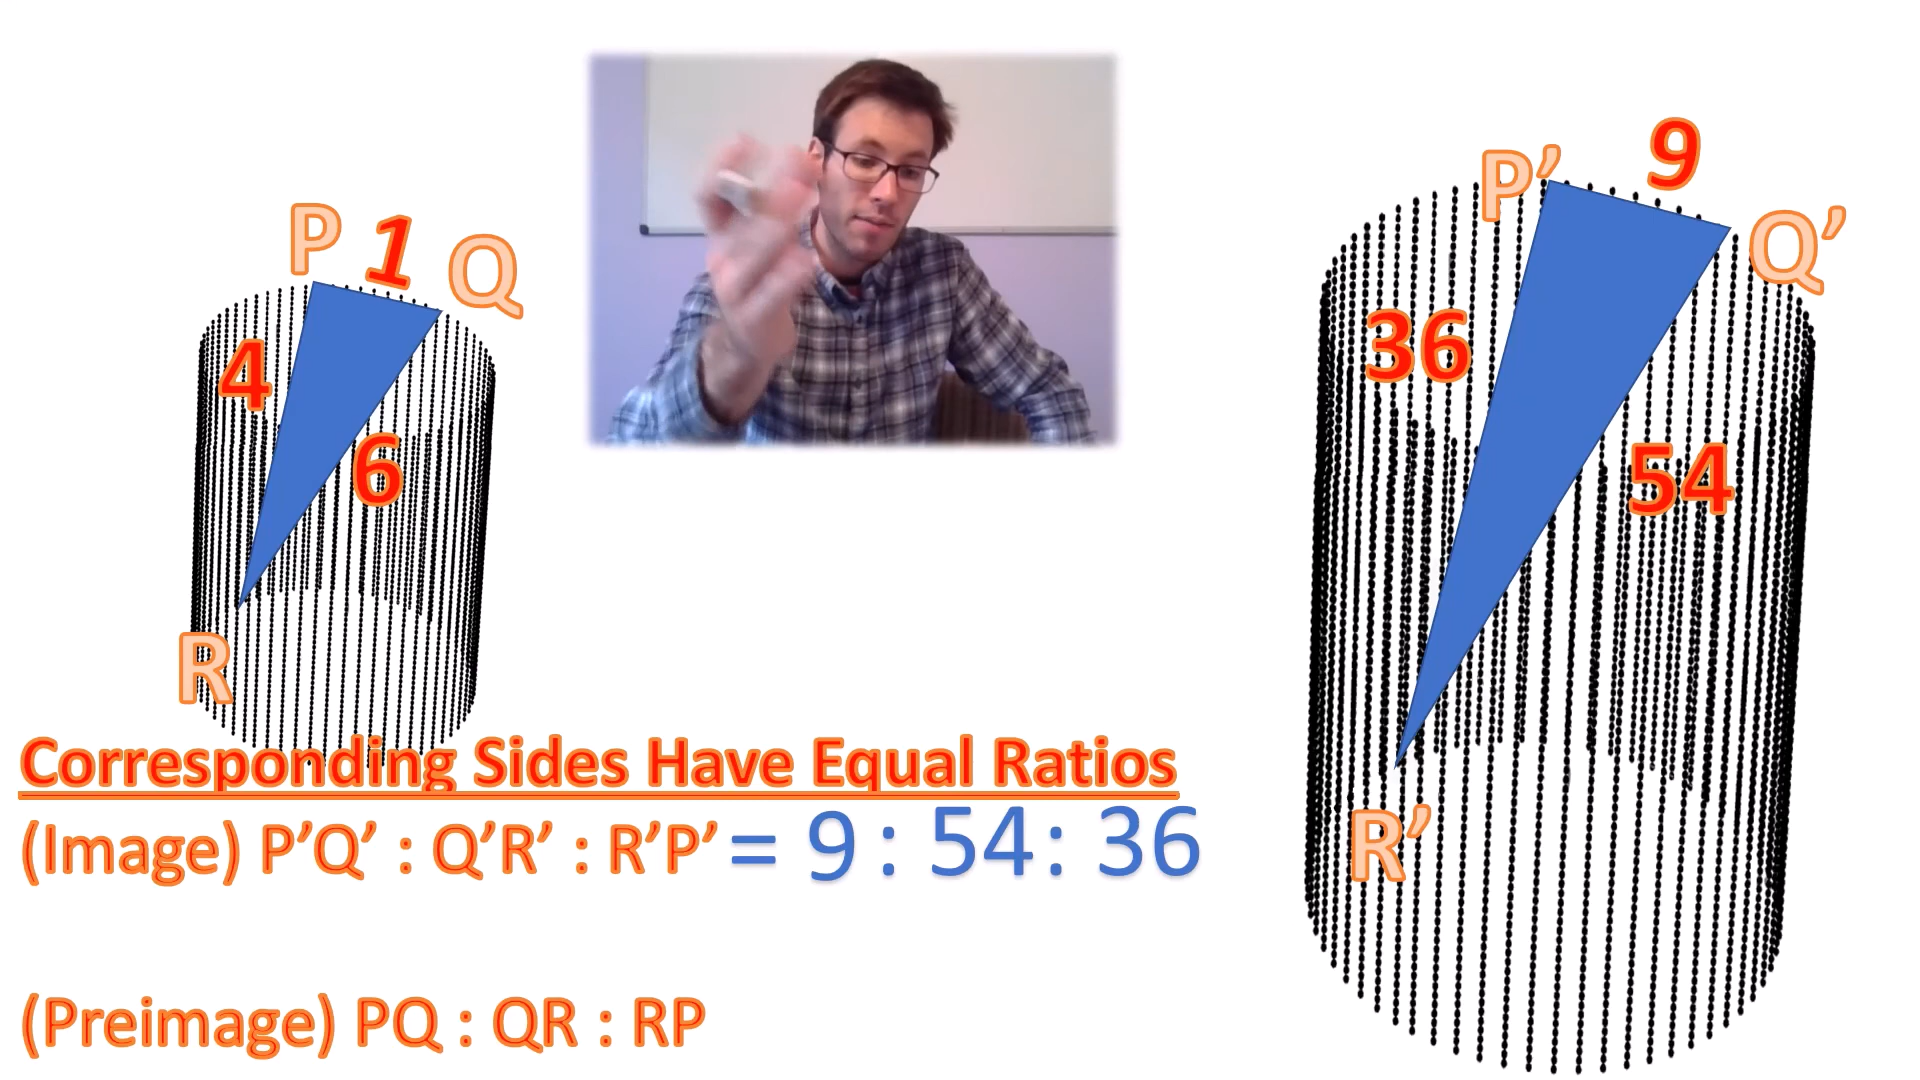 P 1 Q
4
6
R
P’ 9
Q’
36
54
R’
Corresponding Sides Have Equal Ratios
(Image) P’Q’ : Q’R’ : R’P’ = 9 : 54 : 36
(Preimage) PQ : QR : RP